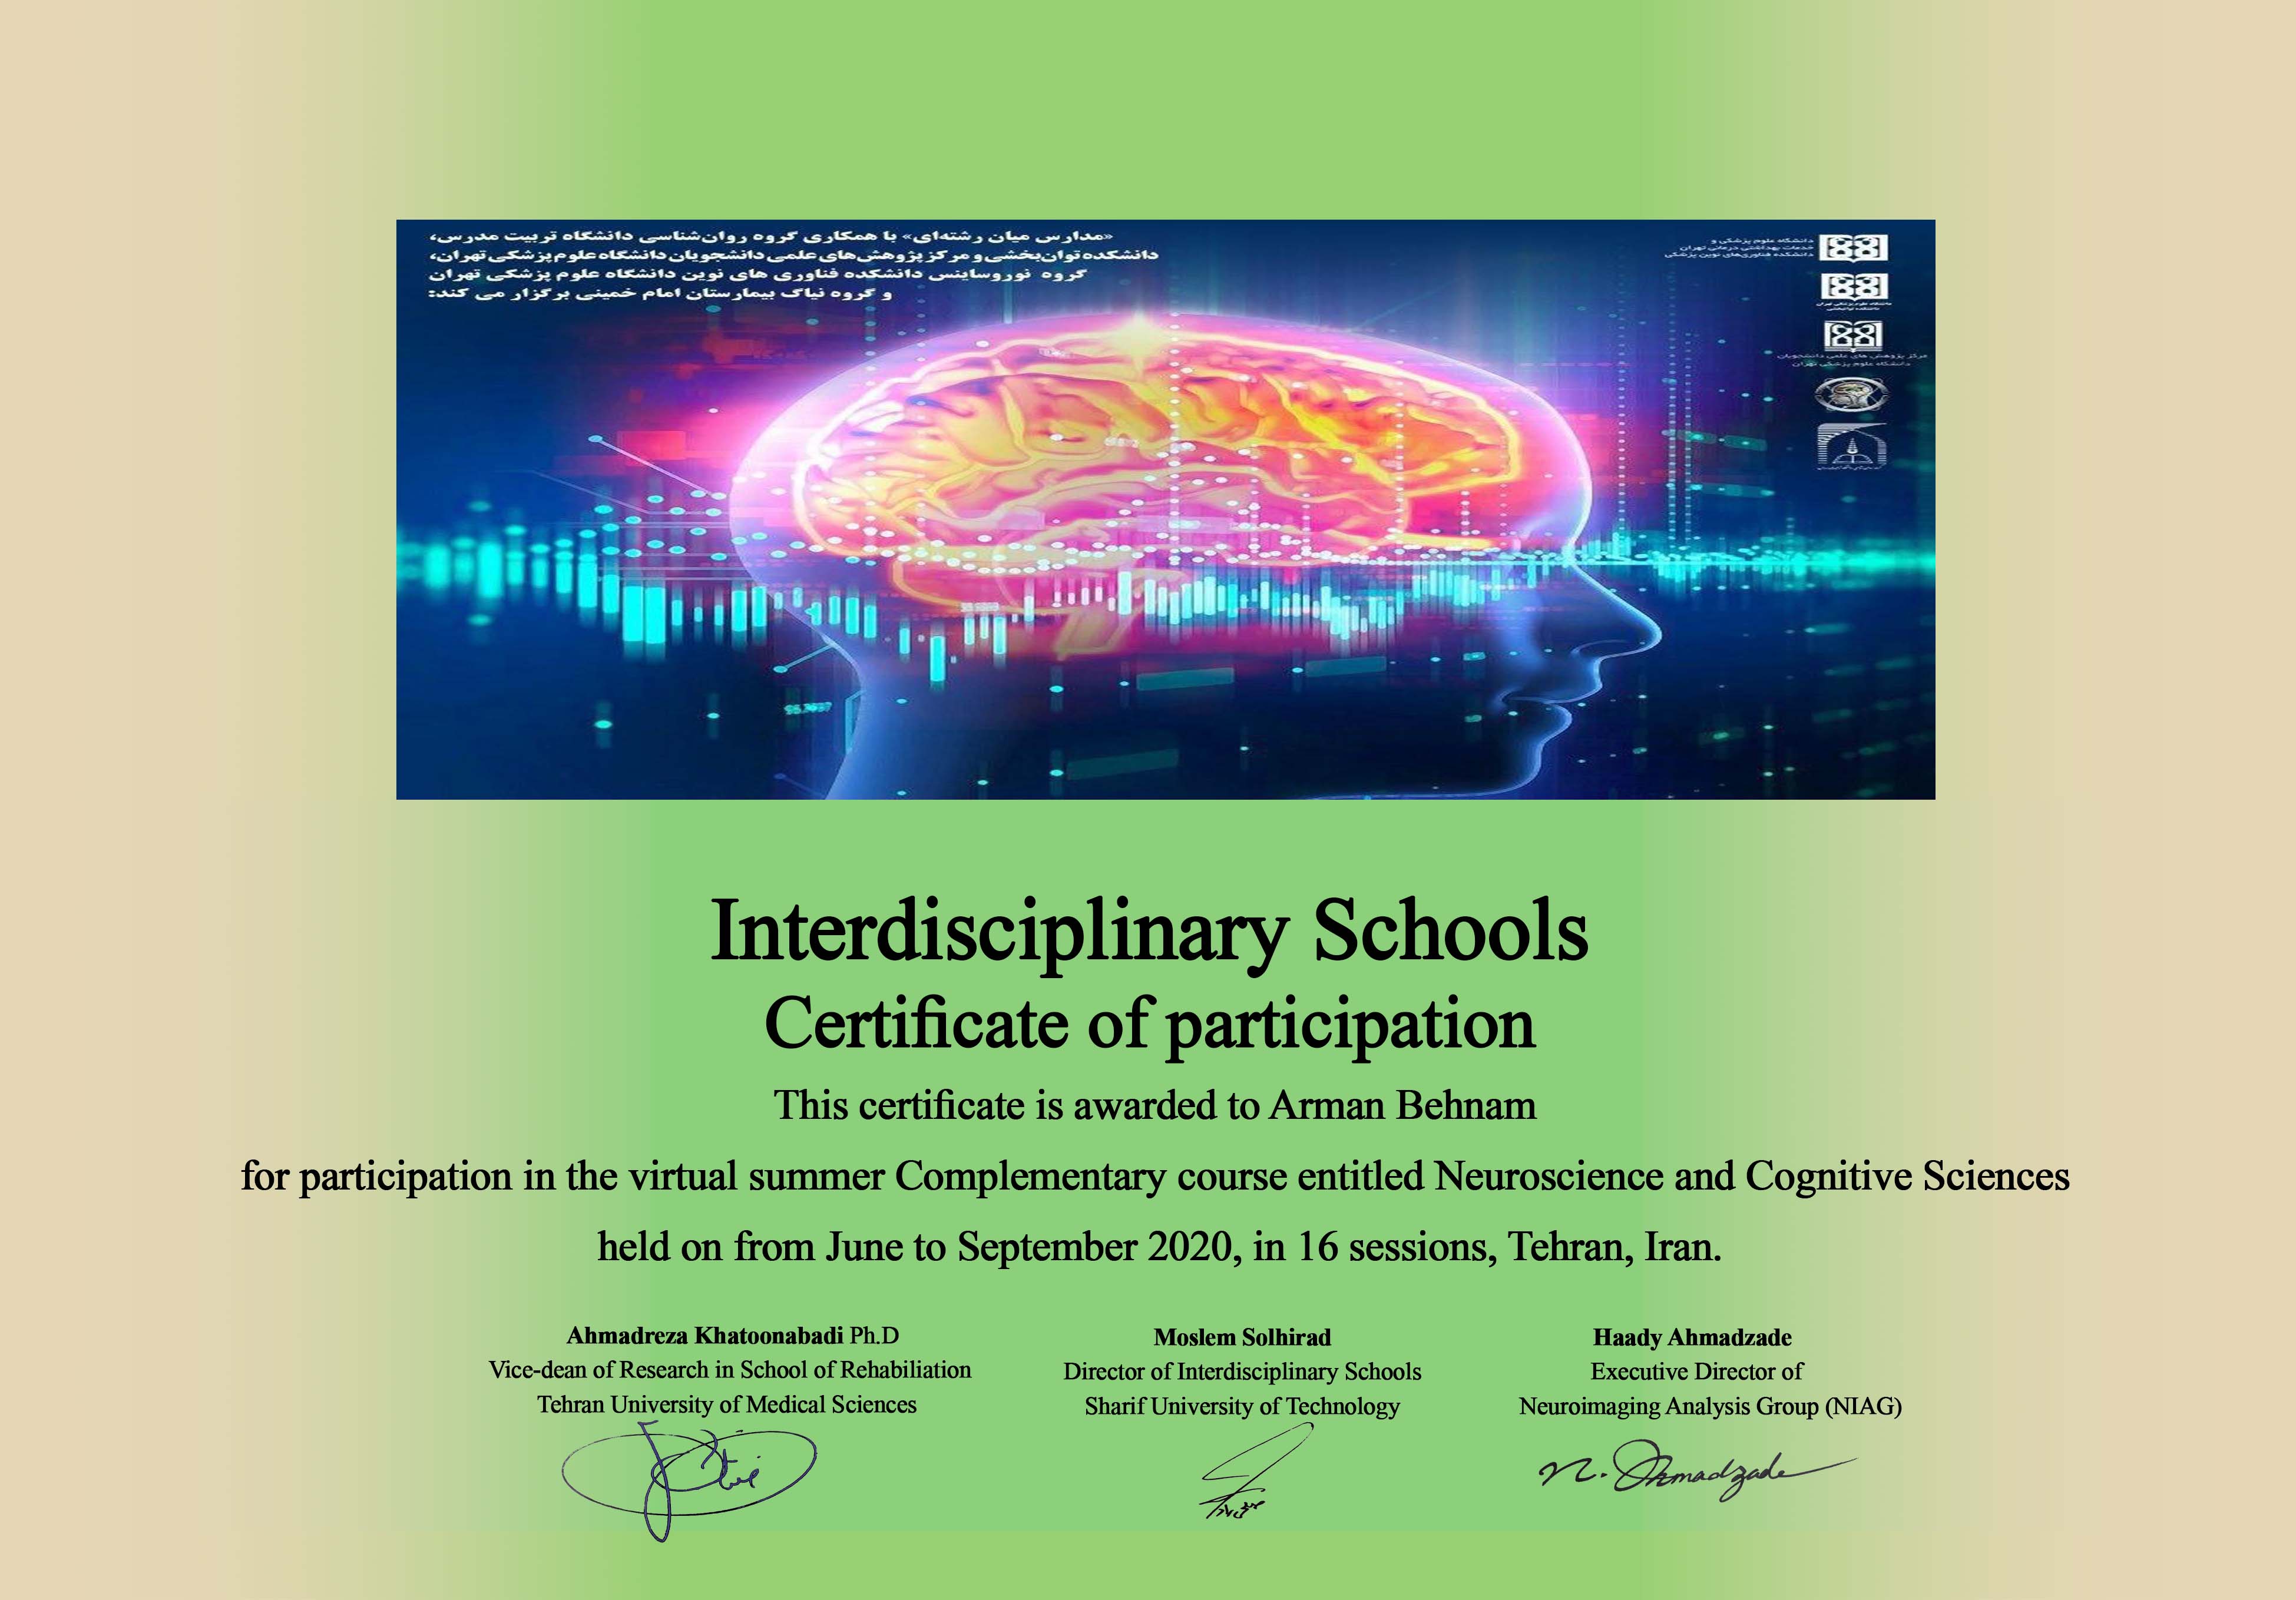 «مدارس میان رشته‌ای» با همکاری گروه روان‌شناسی دانشگاه تربیت مدرس،
دانشکده توان‌بخشی و مرکز پژوهش‌های علمی دانشجویان دانشگاه علوم پزشکی تهران،
گروه نوروساینس دانشکده فناوری های نوین دانشگاه علوم پزشکی تهران
و گروه نیاگ بیمارستان امام خمینی برگزار می کند:
دانشگاه علوم پزشکی و
خدمات بهداشتی درمانی تهران
دانشکده فناوری‌های نوین پزشکی
دانشگاه علوم پزشکی تهران
دانشکده توانبخشی
مرکز پژوهش های علمی دانشجویان
دانشگاه علوم پزشکی تهران
Interdisciplinary Schools
Certificate of participation
This certificate is awarded to Arman Behnam
for participation in the virtual summer Complementary course entitled Neuroscience and Cognitive Sciences
held on from June to September 2020, in 16 sessions, Tehran, Iran.
Ahmadreza Khatoonabadi Ph.D
Vice-dean of Research in School of Rehabiliation
Tehran University of Medical Sciences
Moslem Solhirad
Director of Interdisciplinary Schools
Sharif University of Technology
Haady Ahmadzade
Executive Director of
Neuroimaging Analysis Group (NIAG)
Ahmadzade